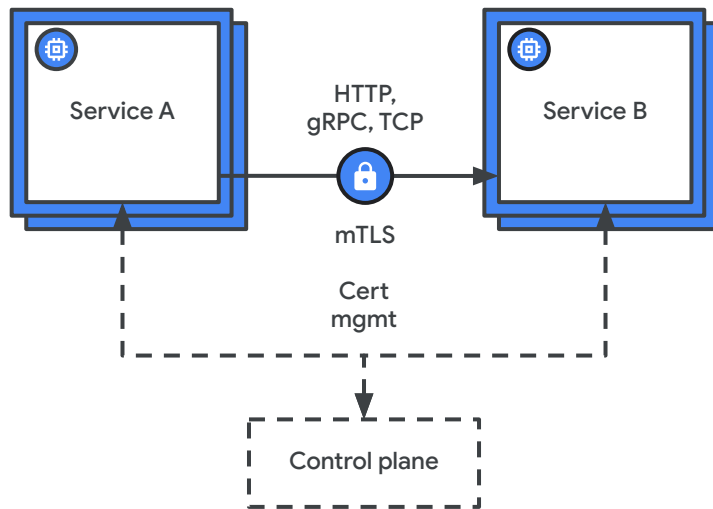 Service A
HTTP,
gRPC, TCP
Service B
mTLS
Cert
mgmt
Control plane